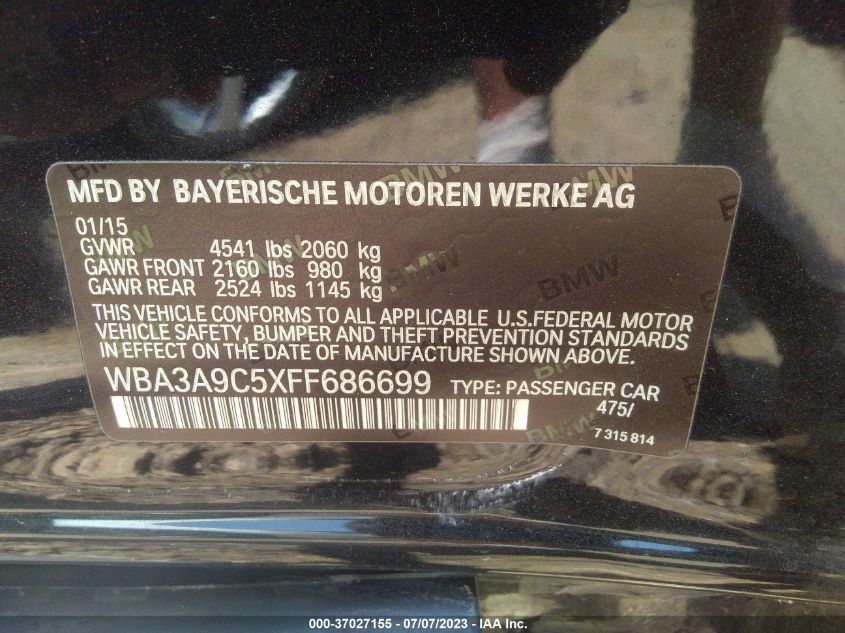 MFD BY BAYERISCHE MOTOREN WERKE AG
01/15
GVWR 4541 lbs 2060 kg
GAWR FRONT 2160 lbs 980 kg
GAWR REAR 2524 lbs 1145 kg
THIS VEHICLE CONFORMS TO ALL APPLICABLE U.S.FEDERAL MOTOR
VEHICLE SAFETY, BUMPER AND THEFT PREVENTION STANDARDS
IN EFFECT ON THE DATE OF MANUFACTURE SHOWN ABOVE.
WBA3A9C5XFF686699 TYPE: PASSENGER CAR
475/
7 315 814
000-37027155 - 07/07/2023 - © IAA Inc.